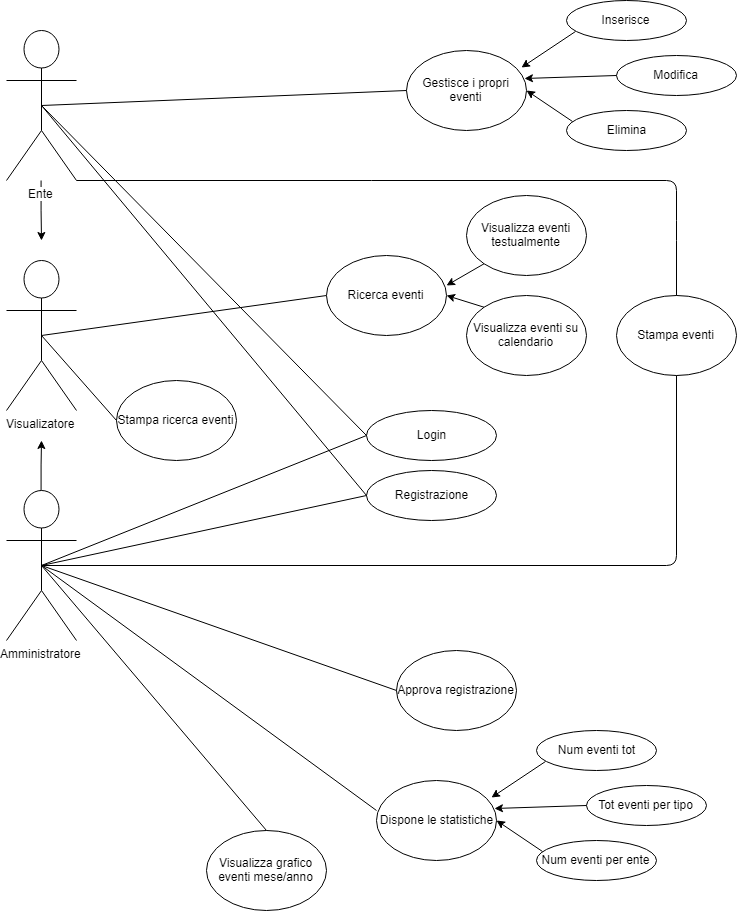 Inserisce
Gestisce i propri
eventi
Modifica
Elimina
Ente
Visualizza eventi
testualmente
Ricerca eventi
Visualizza eventi su
calendario
Stampa eventi
Visualizatore
Stampa ricerca eventi
Login
Registrazione
Amministratore
Approva registrazione
Num eventi tot
Dispone le statistiche
Tot eventi per tipo
Num eventi per ente
Visualizza grafico
eventi mese/anno